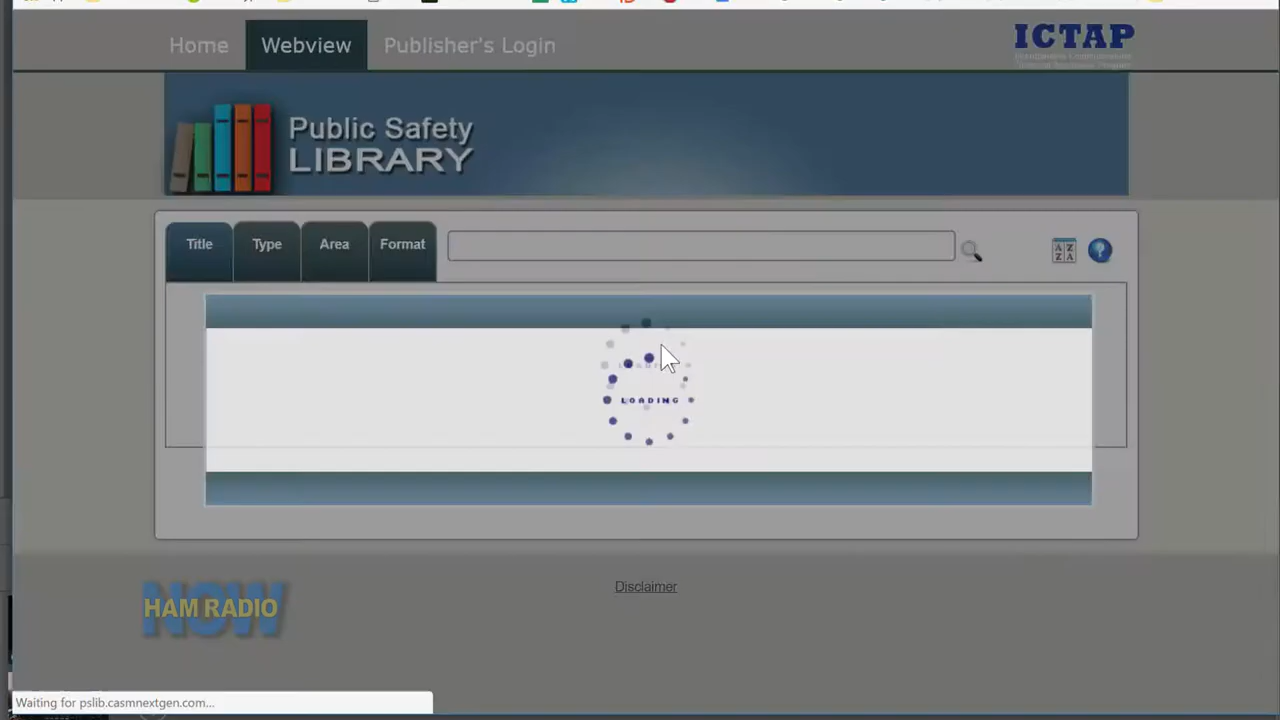 Home Webview Publisher's Login ICTAP
Public Safety
LIBRARY
Title Type Area Format
LOADING
Disclaimer
NOW
HAM RADIO
Waiting for pslib.casmnextgen.com...